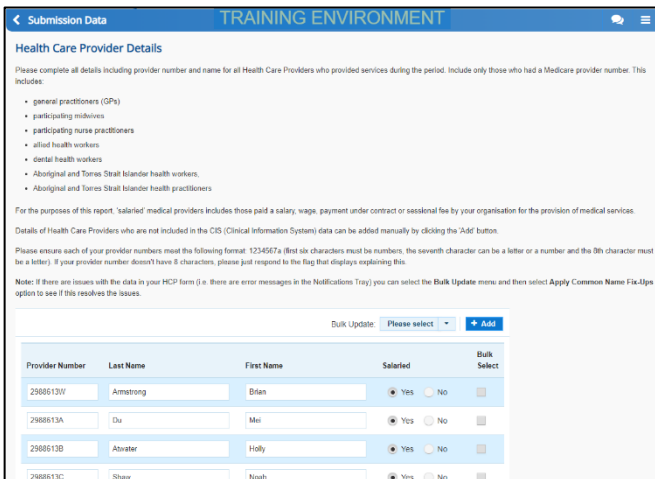 Submission Data
TRAINING ENVIRONMENT
Health Care Provider Details
Please complete all details including provider number and name for all Health Care Providers who provided services during the period. Include only those who had a Medicare provider number. This
includes:
• general practitioners (GPs)
• participating midwives
• participating nurse practitioners
• allied health workers
• dental health workers
• Aboriginal and Torres Strait Islander health workers,
• Aboriginal and Torres Strait Islander health practitioners
For the purposes of this report, 'salaried' medical providers includes those paid a salary, wage, payment under contract or sessional fee by your organisation for the provision of medical services.
Details of Health Care Providers who are not included in the CIS (Clinical Information System) data can be added manually by clicking the 'Add' button.
Please ensure each of your provider numbers meet the following format: 1234567a (first six characters must be numbers, the seventh character can be a letter or a number and the 8th character must
be a letter). If your provider number doesn't have 8 characters, please just respond to the flag that displays explaining this.
Note: If there are issues with the data in your HCP form (i.e. there are error messages in the Notifications Tray) you can select the Bulk Update menu and then select Apply Common Name Fix-Ups
option to see if this resolves the issues.
Bulk Update: Please select + Add
Provider Number Last Name First Name Salaried Bulk Select
2988613W Armstrong Brian Yes No
2988613A Du Mei Yes No
2988613B Atwater Holly Yes No
2988613C Shaw Noah Yes No